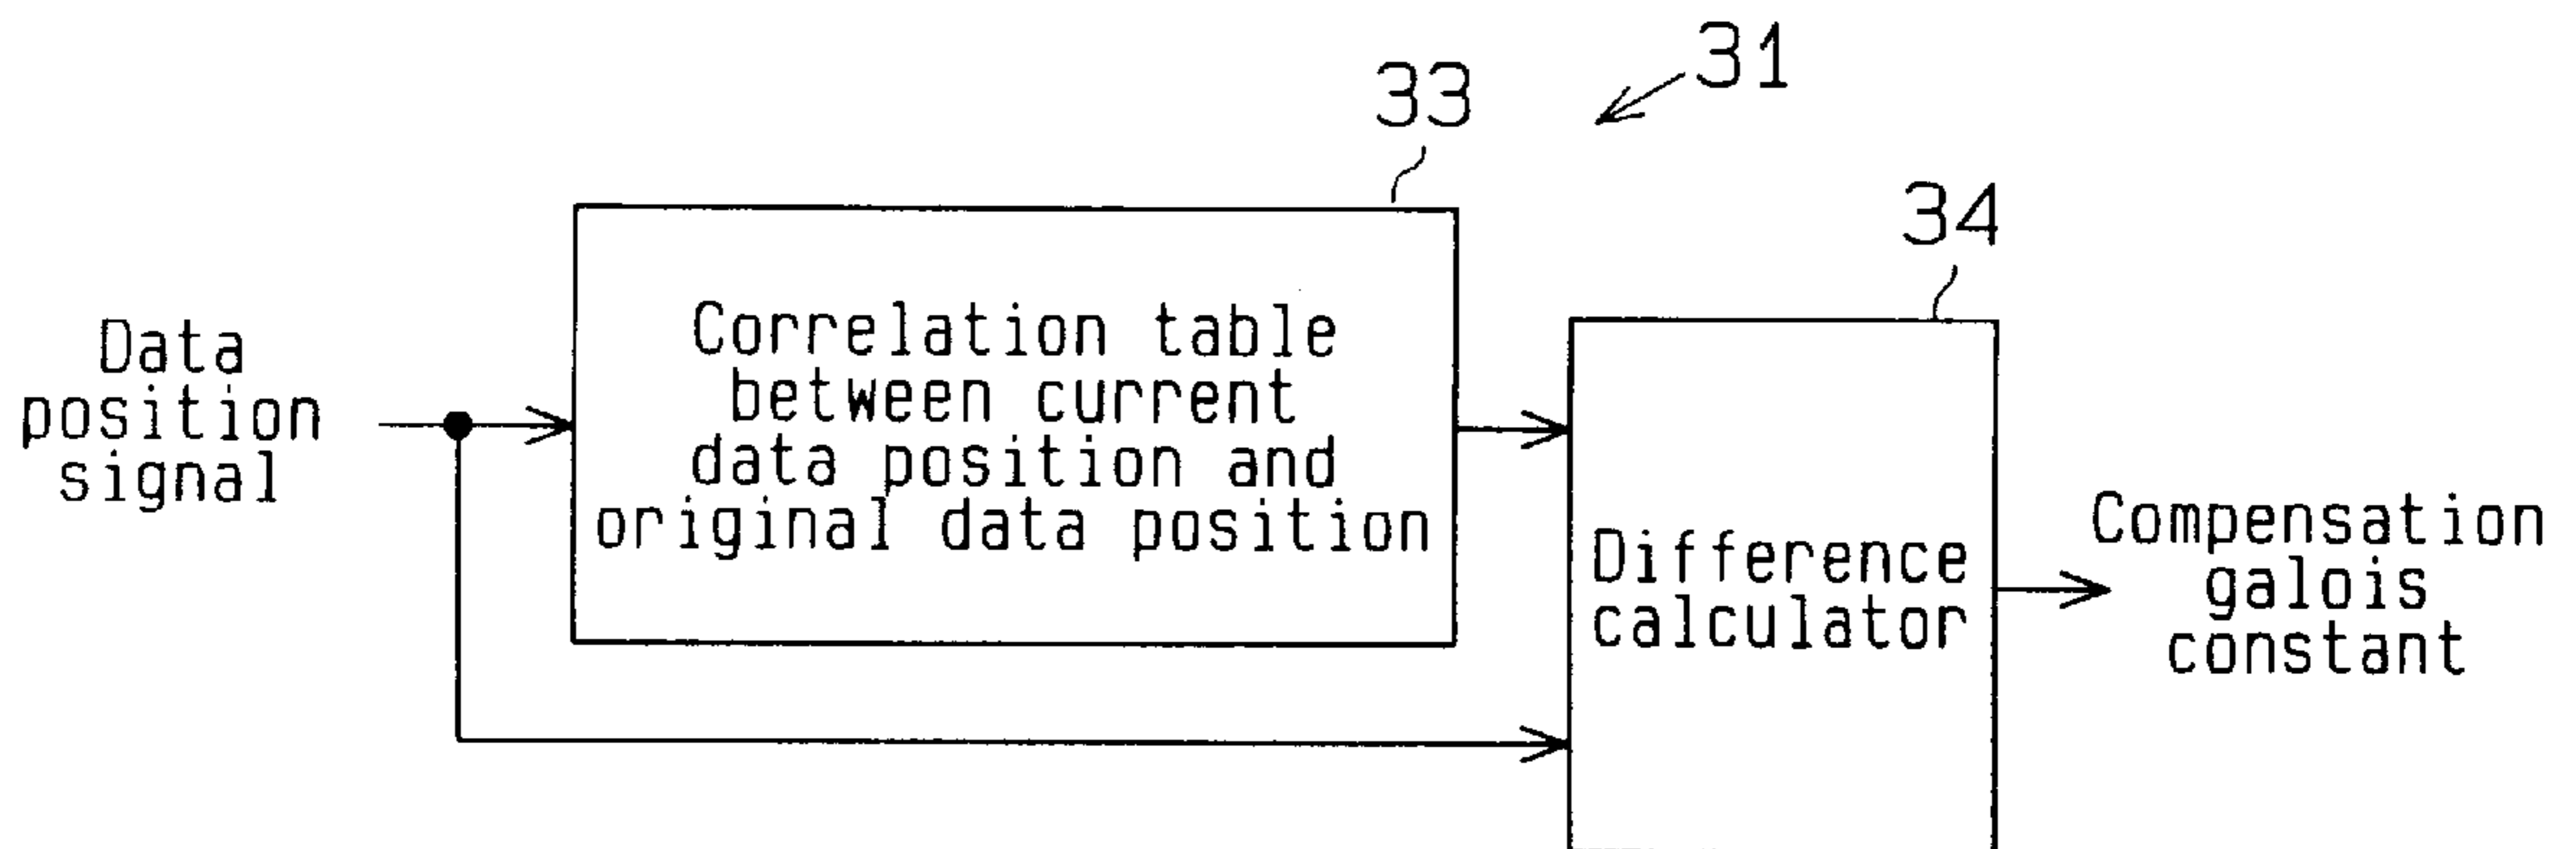 31
33
34
Data
position
signal
Correlation table
between current
data position and
original data position
Difference
calculator
Compensation
galois
constant